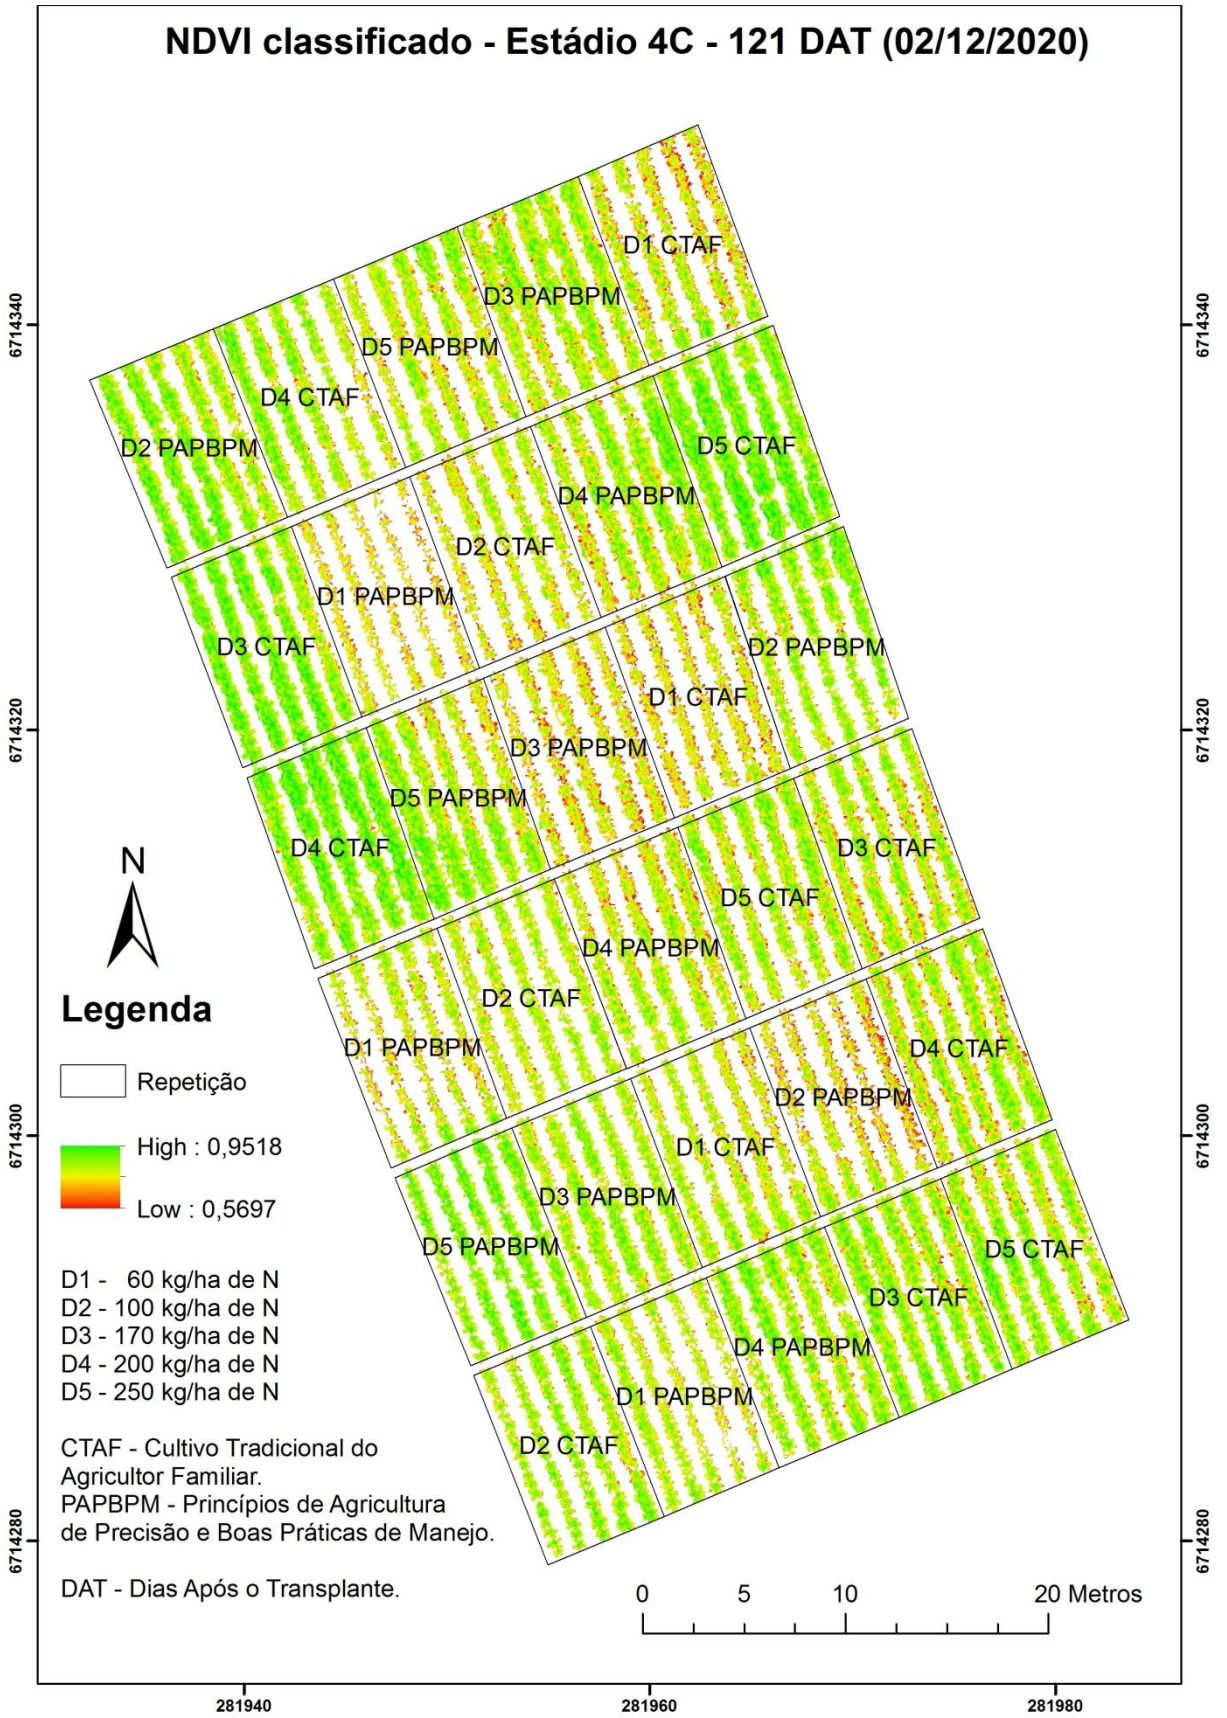 NDVI classificado - Estádio 4C - 121 DAT (02/12/2020)
D1 CTAF
D3 PAPBPM
D5 PAPBPM
D4 CTAF
D2 PAPBPM
D5 CTAF
D4 PAPBPM
D2 CTAF
D1 PAPBPM
D3 CTAF
D2 PAPBPM
D1 CTAF
D3 PAPBPM
D5 PAPBPM
D4 CTAF
D3 CTAF
D5 CTAF
D4 PAPBPM
D2 CTAF
D1 PAPBPM
D4 CTAF
D2 PAPBPM
D1 CTAF
D3 PAPBPM
D5 PAPBPM
D5 CTAF
D3 CTAF
D4 PAPBPM
D1 PAPBPM
D2 CTAF
6714340
6714320
6714300
6714280
6714340
6714320
6714300
6714280
N
Legenda
Repetição
High : 0,9518
Low : 0,5697
D1 - 60 kg/ha de N
D2 - 100 kg/ha de N
D3 - 170 kg/ha de N
D4 - 200 kg/ha de N
D5 - 250 kg/ha de N
CTAF - Cultivo Tradicional do
Agricultor Familiar.
PAPBPM - Princípios de Agricultura
de Precisão e Boas Práticas de Manejo.
DAT - Dias Após o Transplante.
0 5 10 20 Metros
281940 281960 281980